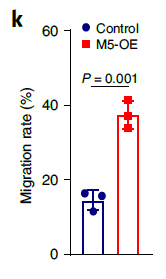 k
Control
M5-OE
P = 0.001
Migration rate (%)
60
40
20
0